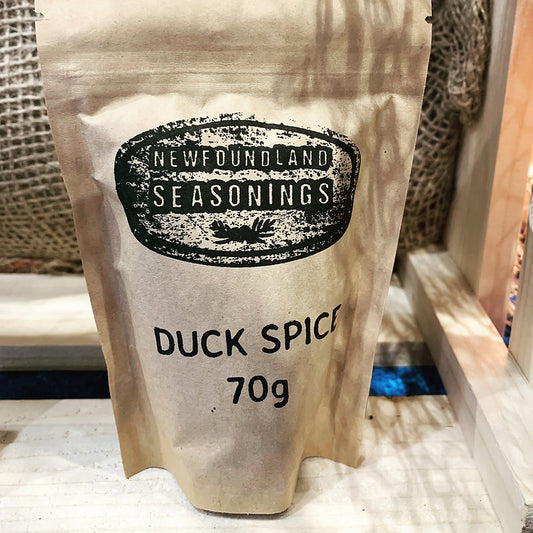 NEWFOUNDLAND
SEASONINGS
DUCK SPICE
70g